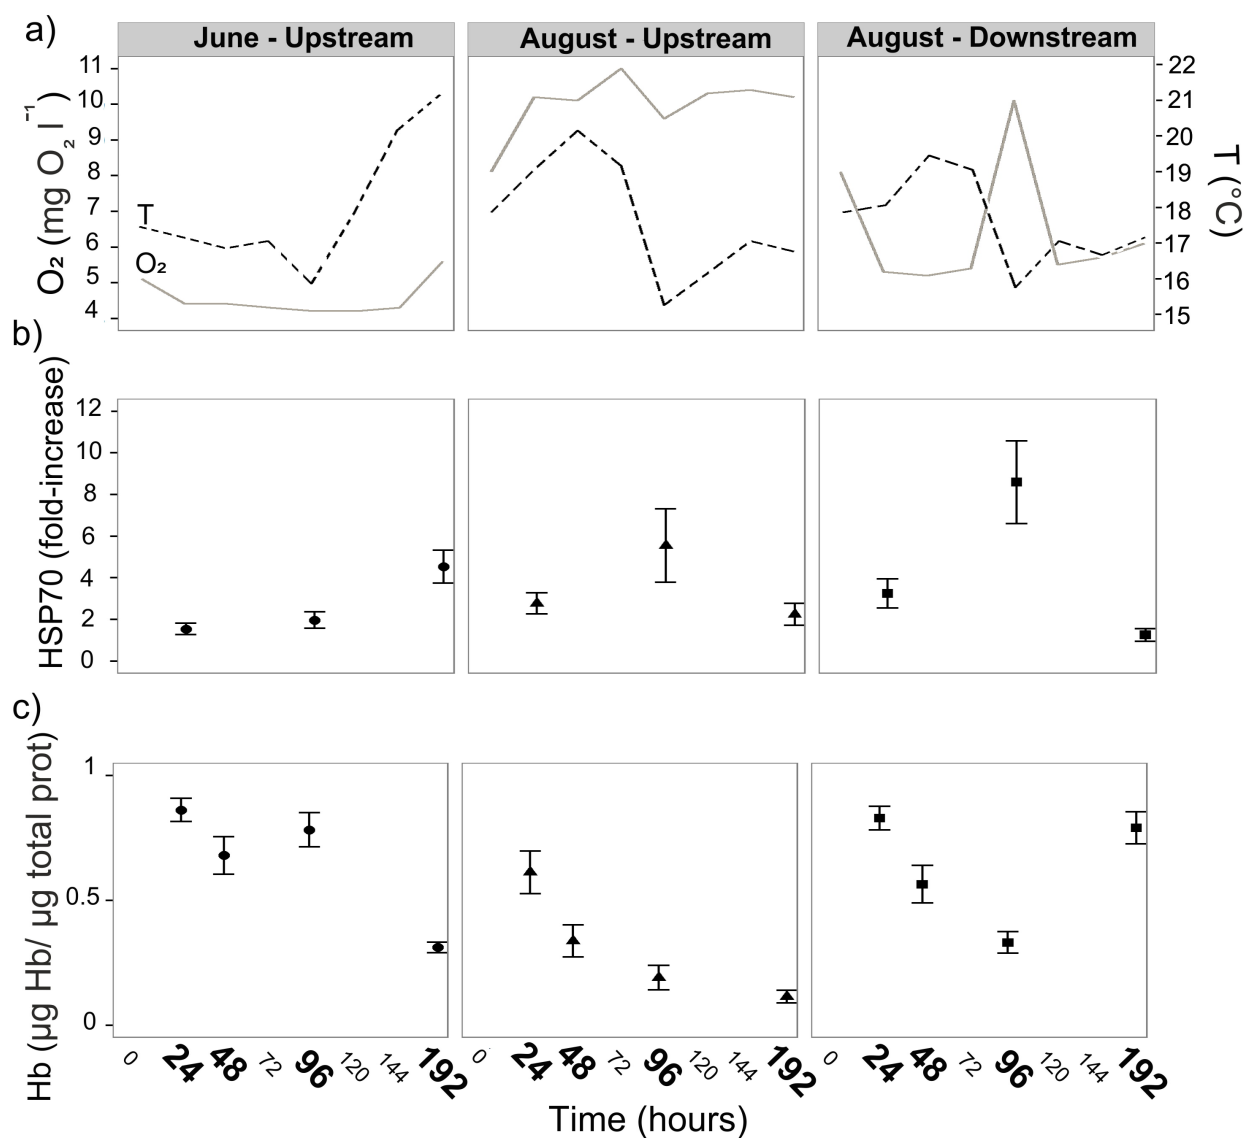 a)
June - Upstream
August - Upstream
August - Downstream
O₂ (mg O₂ l⁻¹)
11
10
9
8
7
6
5
4
T
O₂
22
21
20
19
18
17
16
15
T (°C)
b)
HSP70 (fold-increase)
12
10
8
6
4
2
0
c)
Hb (µg Hb/ µg total prot)
1
0.5
0
0 24 48 72 96 120 144 192
0 24 48 72 96 120 144 192
0 24 48 72 96 120 144 192
Time (hours)